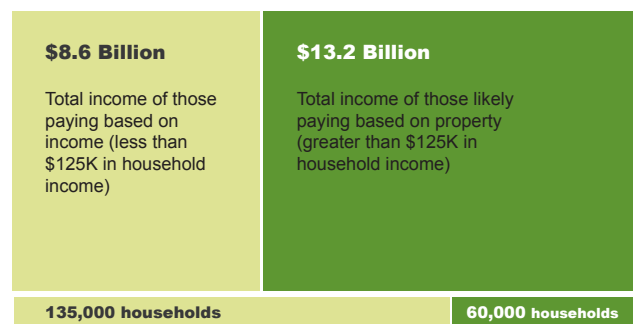 $8.6 Billion
Total income of those
paying based on
income (less than
$125K in household
income)
$13.2 Billion
Total income of those likely
paying based on property
(greater than $125K in
household income)
135,000 households
60,000 households